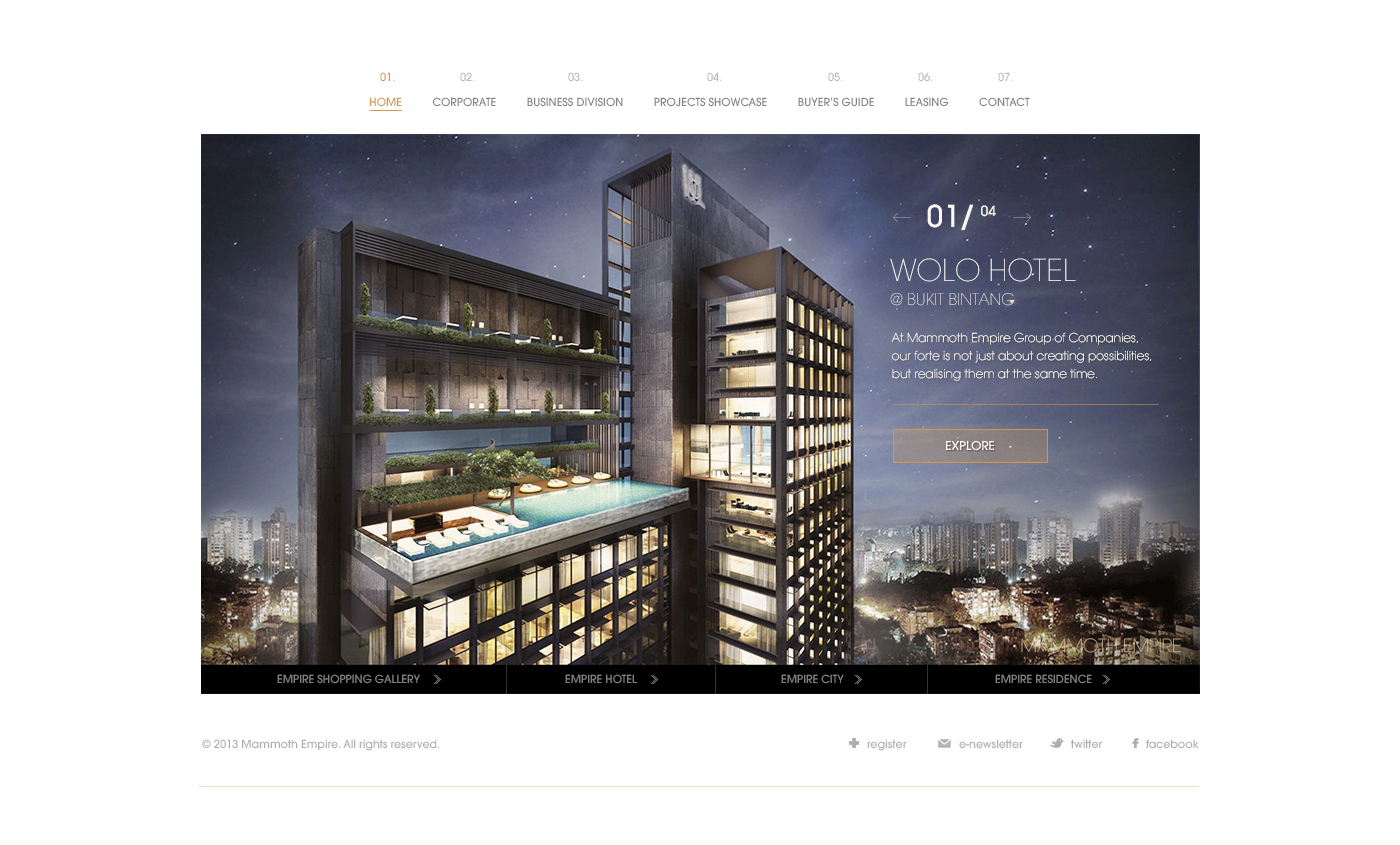 01. 02. 03. 04. 05. 06. 07.
HOME CORPORATE BUSINESS DIVISION PROJECTS SHOWCASE BUYER'S GUIDE LEASING CONTACT
01/ 04
WOLO HOTEL
@ BUKIT BINTANG
At Mammoth Empire Group of Companies,
our forte is not just about creating possibilities,
but realising them at the same time.
EXPLORE
MAMMOTH EMPIRE
EMPIRE SHOPPING GALLERY EMPIRE HOTEL EMPIRE CITY EMPIRE RESIDENCE
© 2013 Mammoth Empire. All rights reserved. register e-newsletter twitter facebook